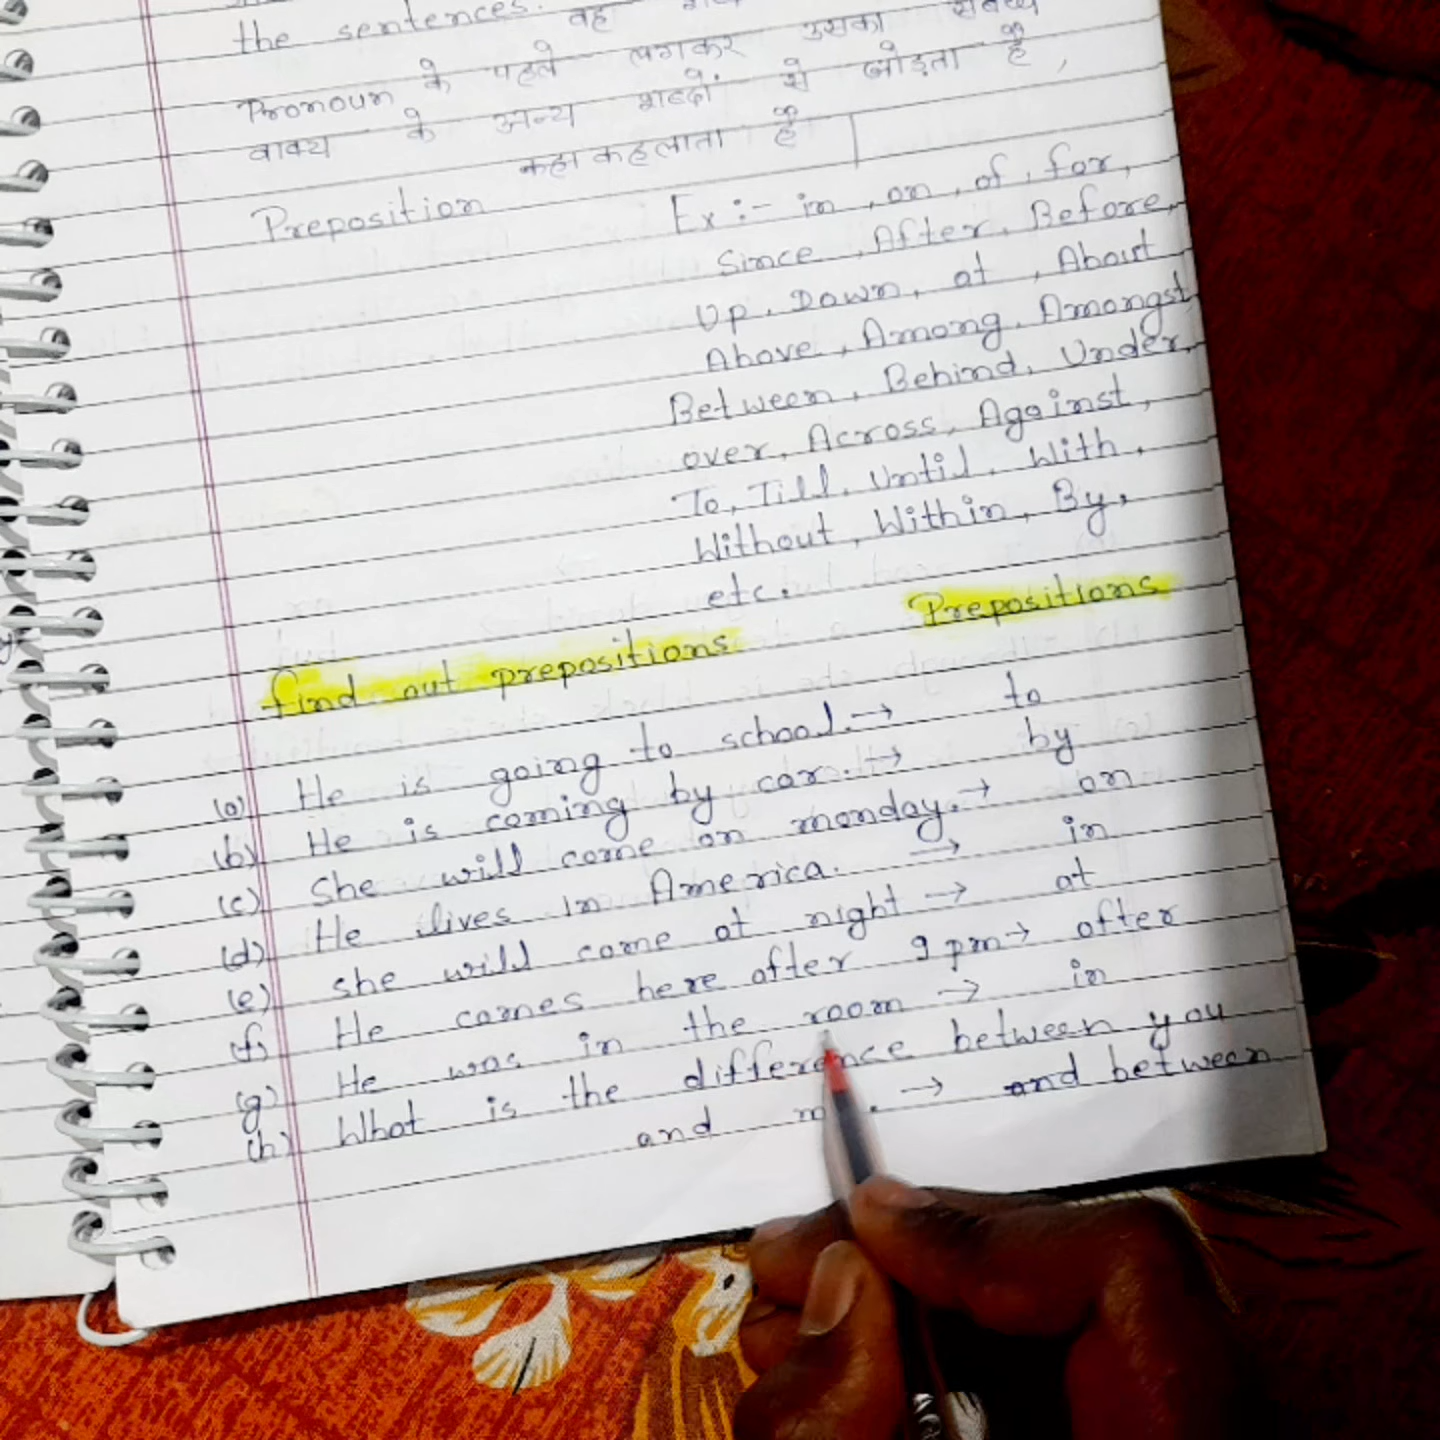 the sentences. वह
Pronoun के पहले लगकर उसका संबंध
वाक्य के अन्य शब्दों से जोड़ता है,
कहा कहलाता है |
Preposition Ex:- in, on, of, for,
Since, After, Before,
Up, Down, at, About
Above, Among, Amongst,
Between, Behind, Under,
over, Across, Against,
To, Till, Until, With,
Without, Within, By,
etc.
find out prepositions Prepositions
(a) He is going to school. → to
(b) He is coming by car. → by
(c) She will come on monday. → on
(d) He lives in America. → in
(e) she will come at night → at
(f) He comes here after 9 pm → after
(g) He was in the room → in
(h) What is the difference between you
and . → and between